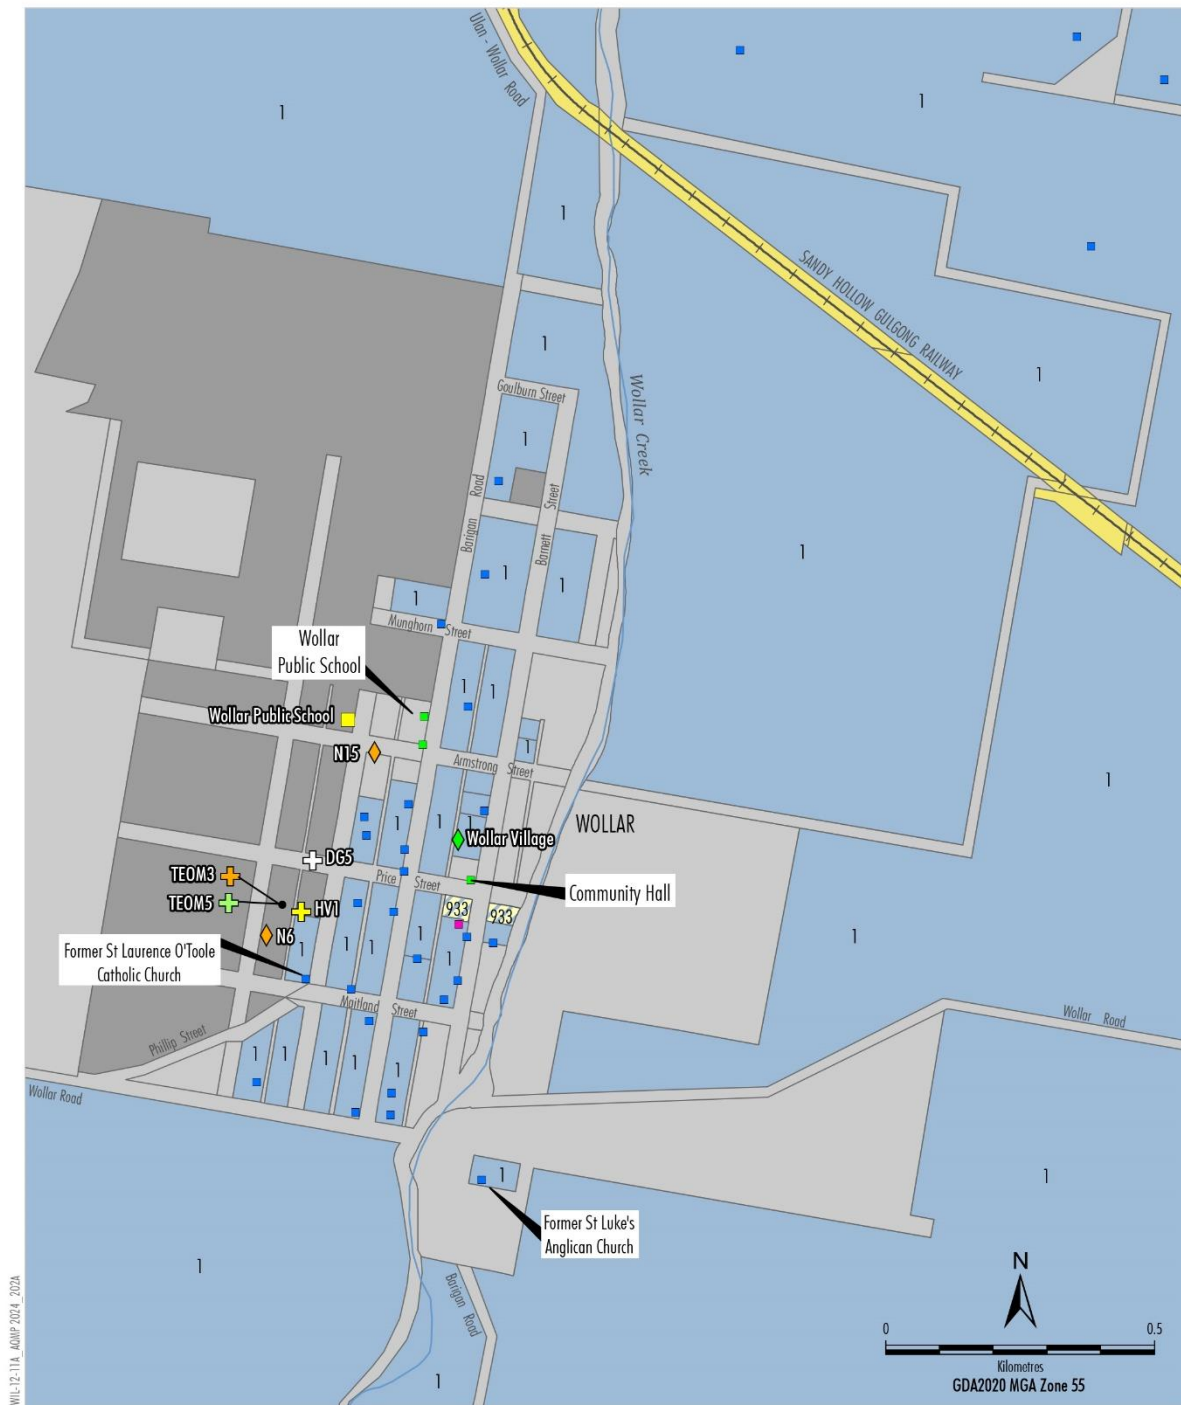 Ulan - Wollar Road
1
1
1
SANDY HOLLOW GULGONG RAILWAY
1
1
Goulburn Street
Wollar Creek
1
Barigan Road
Barnett Street
1
1
1
1
Munghorn Street
Wollar
Public School
1
1
Wollar Public School
N15
1
Armstrong Street
1
1
1
WOLLAR
Wollar Village
DG5
TEOM3
Price Street
Community Hall
TEOM5
HV1
933
933
N6
1
1
1
1
1
1
Former St Laurence O'Toole
Catholic Church
Maitland Street
Wollar Road
Phillip Street
1
1
1
1
1
Wollar Road
1
1
Former St Luke's
Anglican Church
1
N
Barigan Road
0
0.5
Kilometres
GDA2020 MGA Zone 55
1
WIL-12-11A_AQMP 2024_202A